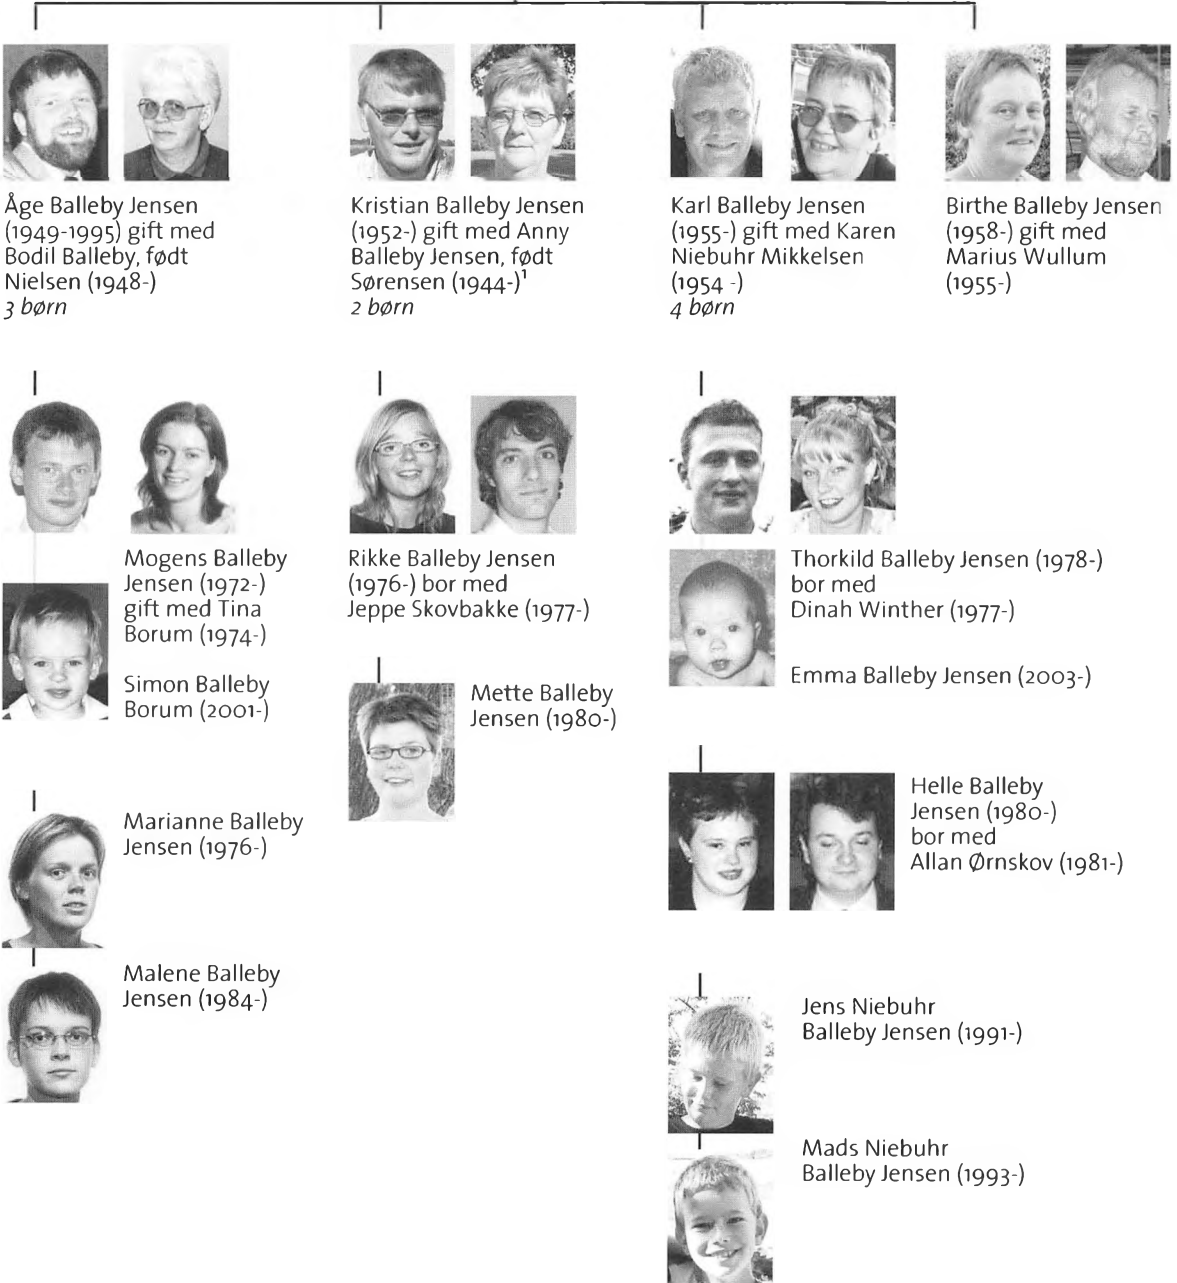 Åge Balleby Jensen
(1949-1995) gift med
Bodil Balleby, født
Nielsen (1948-)
3 børn
Kristian Balleby Jensen
(1952-) gift med Anny
Balleby Jensen, født
Sørensen (1944-)¹
2 børn
Karl Balleby Jensen
(1955-) gift med Karen
Niebuhr Mikkelsen
(1954 -)
4 børn
Birthe Balleby Jensen
(1958-) gift med
Marius Wullum
(1955-)
Mogens Balleby
Jensen (1972-)
gift med Tina
Borum (1974-)
Simon Balleby
Borum (2001-)
Marianne Balleby
Jensen (1976-)
Malene Balleby
Jensen (1984-)
Rikke Balleby Jensen
(1976-) bor med
Jeppe Skovbakke (1977-)
Mette Balleby
Jensen (1980-)
Thorkild Balleby Jensen (1978-)
bor med
Dinah Winther (1977-)
Emma Balleby Jensen (2003-)
Helle Balleby
Jensen (1980-)
bor med
Allan Ørnskov (1981-)
Jens Niebuhr
Balleby Jensen (1991-)
Mads Niebuhr
Balleby Jensen (1993-)